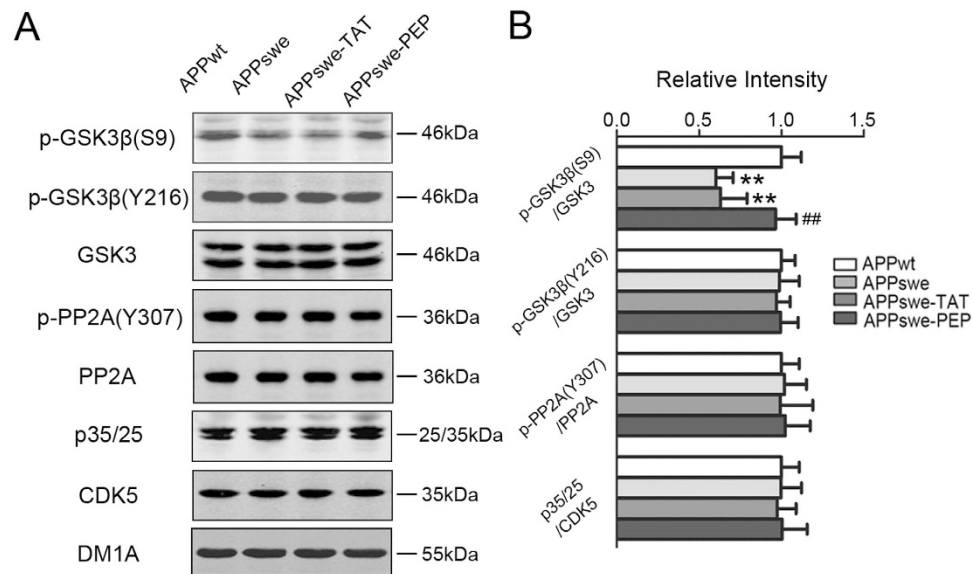 A
APPwt
APPswe
APPswe-TAT
APPswe-PEP
p-GSK3β(S9)
46kDa
p-GSK3β(Y216)
46kDa
GSK3
46kDa
p-PP2A(Y307)
36kDa
PP2A
36kDa
p35/25
25/35kDa
CDK5
35kDa
DM1A
55kDa
B
Relative Intensity
0.0 0.5 1.0 1.5
p-GSK3β(S9)
/GSK3
**
**
##
p-GSK3β(Y216)
/GSK3
p-PP2A(Y307)
/PP2A
p35/25
/CDK5
APPwt
APPswe
APPswe-TAT
APPswe-PEP